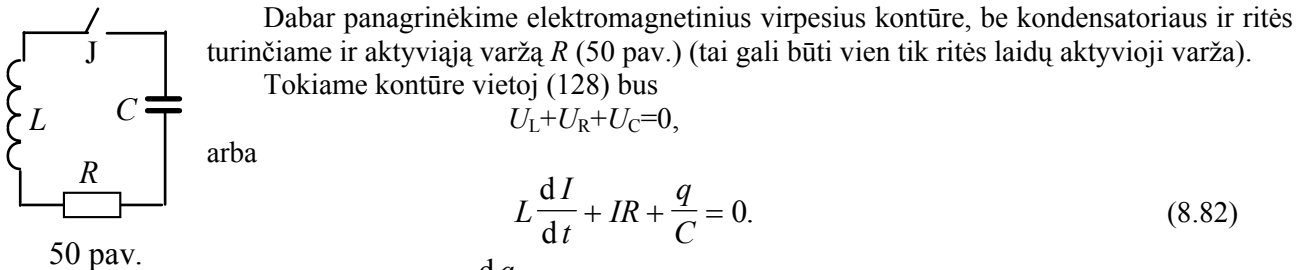 Dabar panagrinėkime elektromagnetinius virpesius kontūre, be kondensatoriaus ir ritės
turinčiame ir aktyviąją varžą R (50 pav.) (tai gali būti vien tik ritės laidų aktyvioji varža).
Tokiame kontūre vietoj (128) bus
U_L+U_R+U_C=0,
arba
L dI/dt + IR + q/C = 0. (8.82)
J
L
C
R
50 pav.
d q